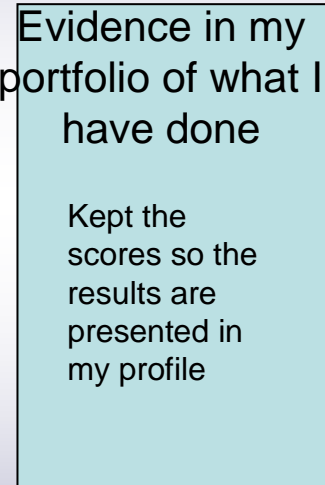 Evidence in my
portfolio of what I
have done
Kept the
scores so the
results are
presented in
my profile